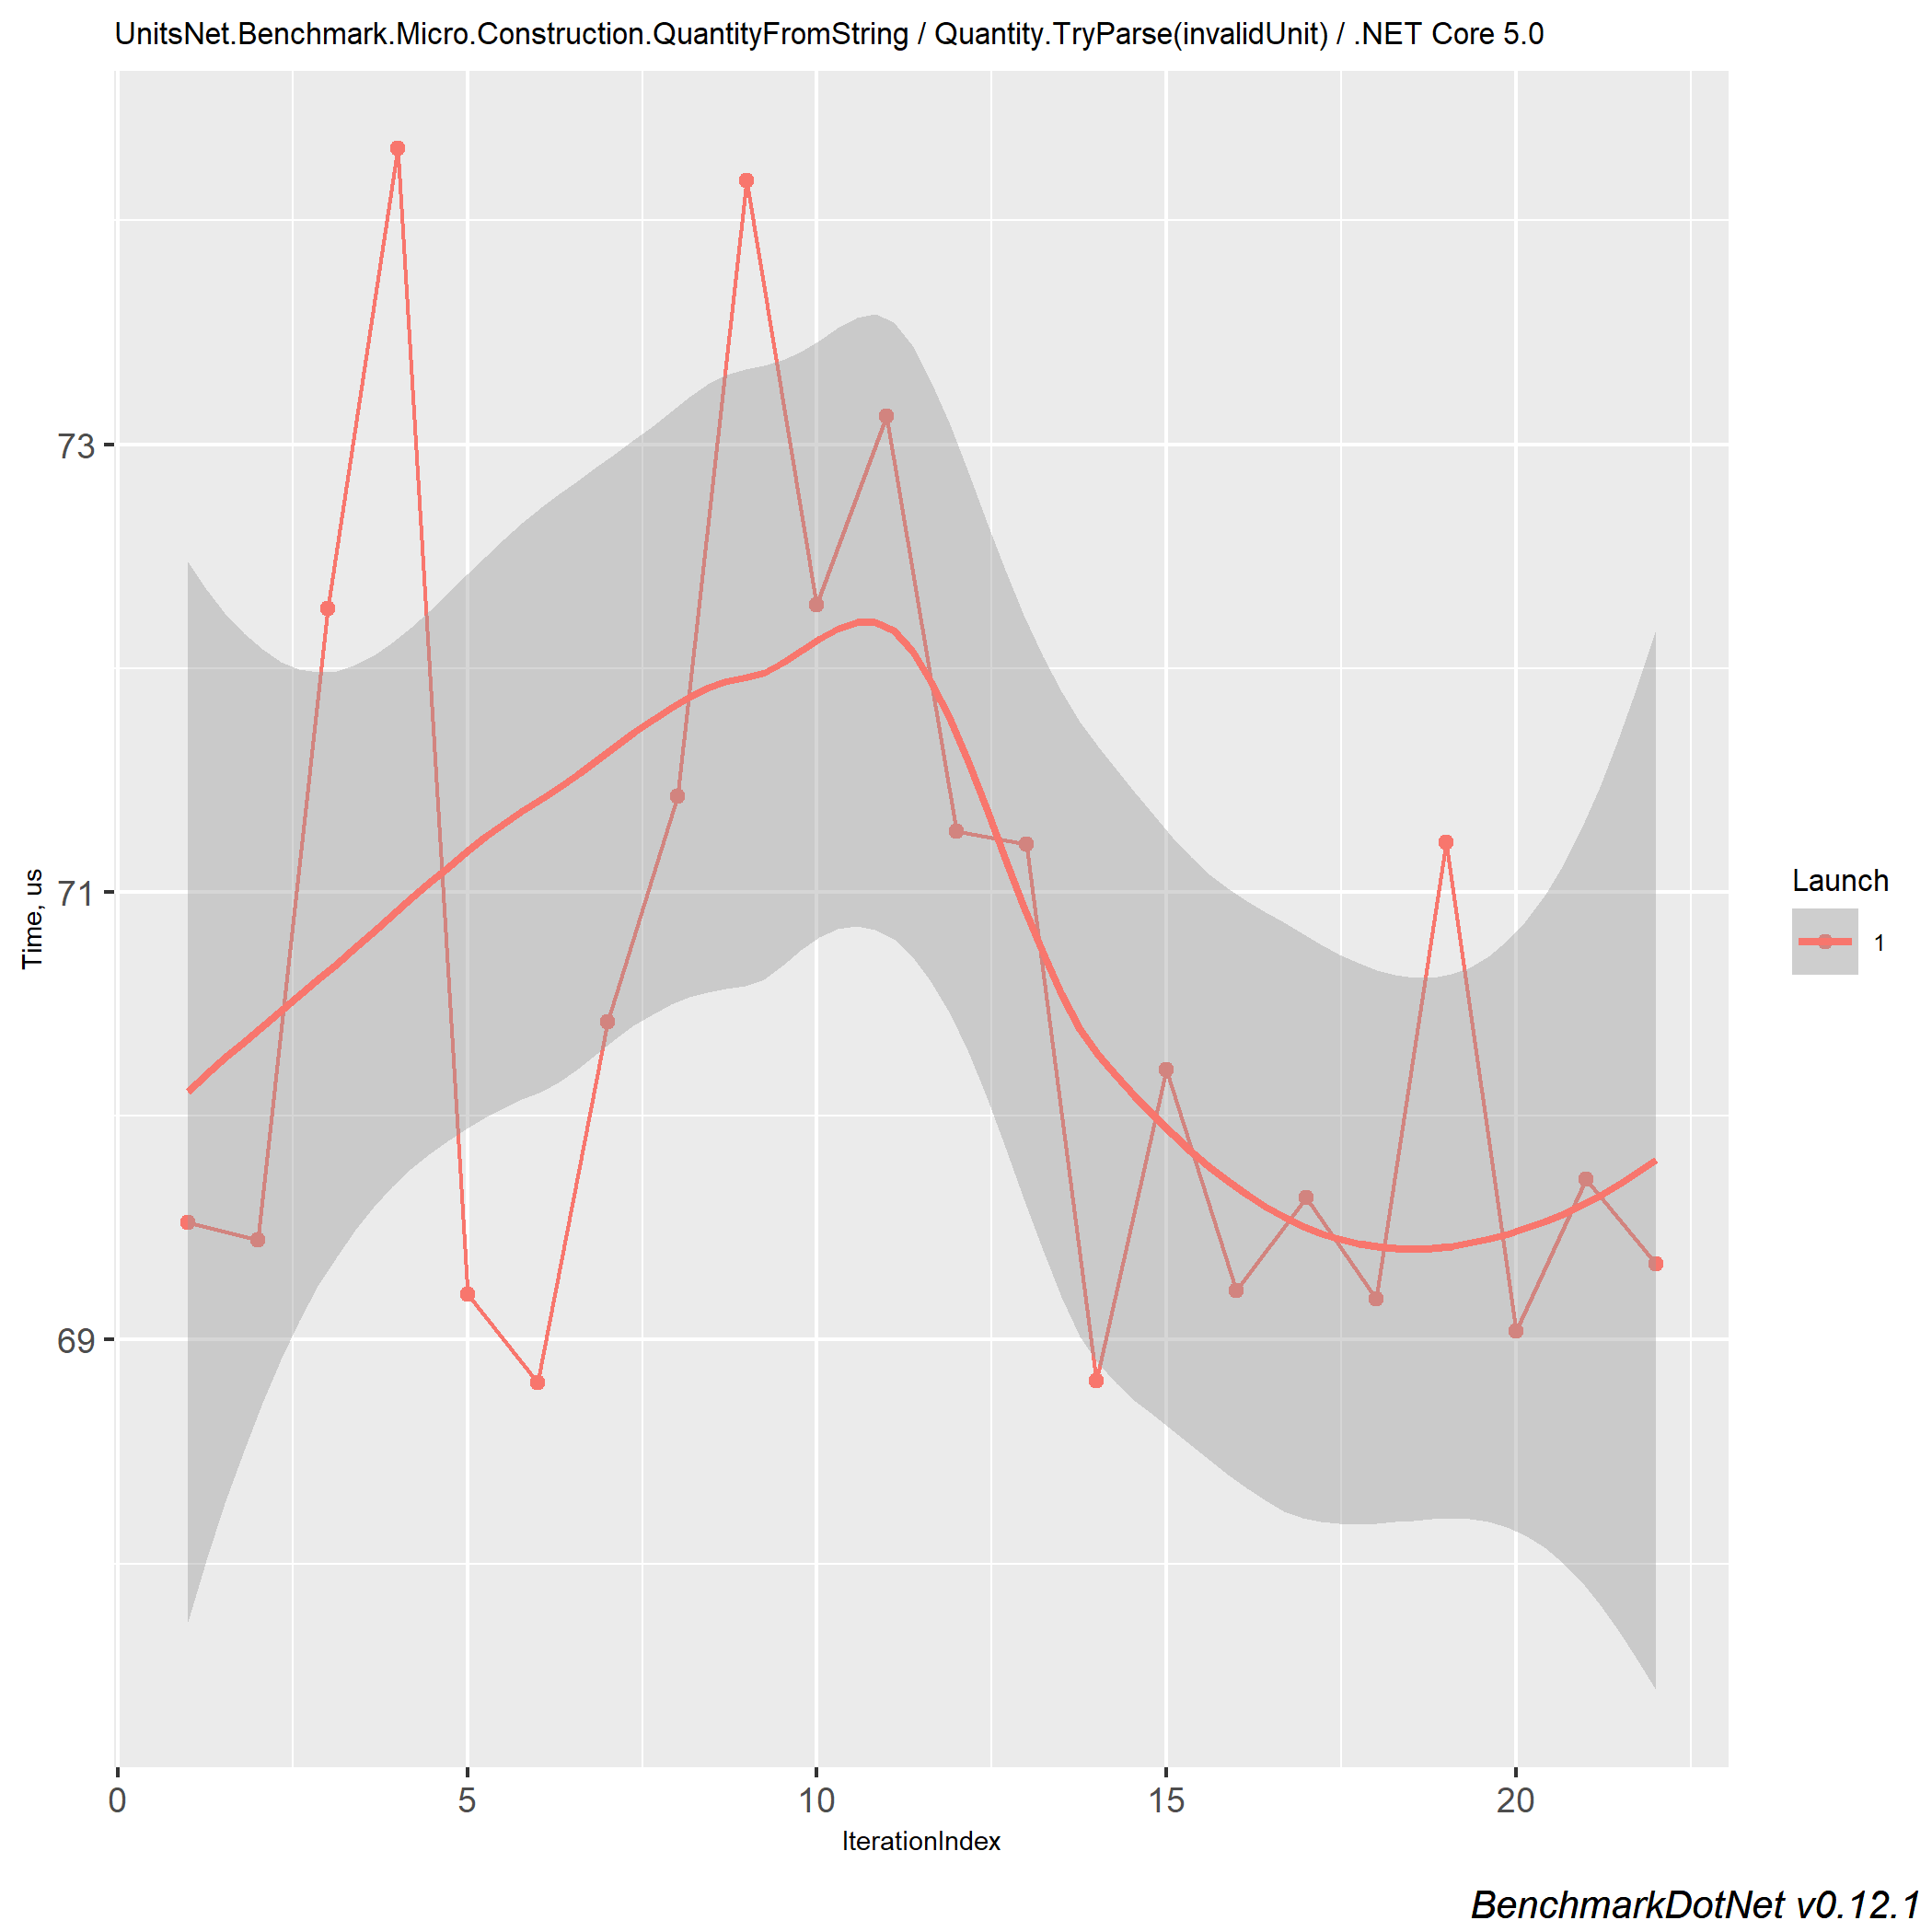 UnitsNet.Benchmark.Micro.Construction.QuantityFromString / Quantity.TryParse(invalidUnit) / .NET Core 5.0
73
71
69
Time, us
0 5 10 15 20
IterationIndex
Launch
1
BenchmarkDotNet v0.12.1